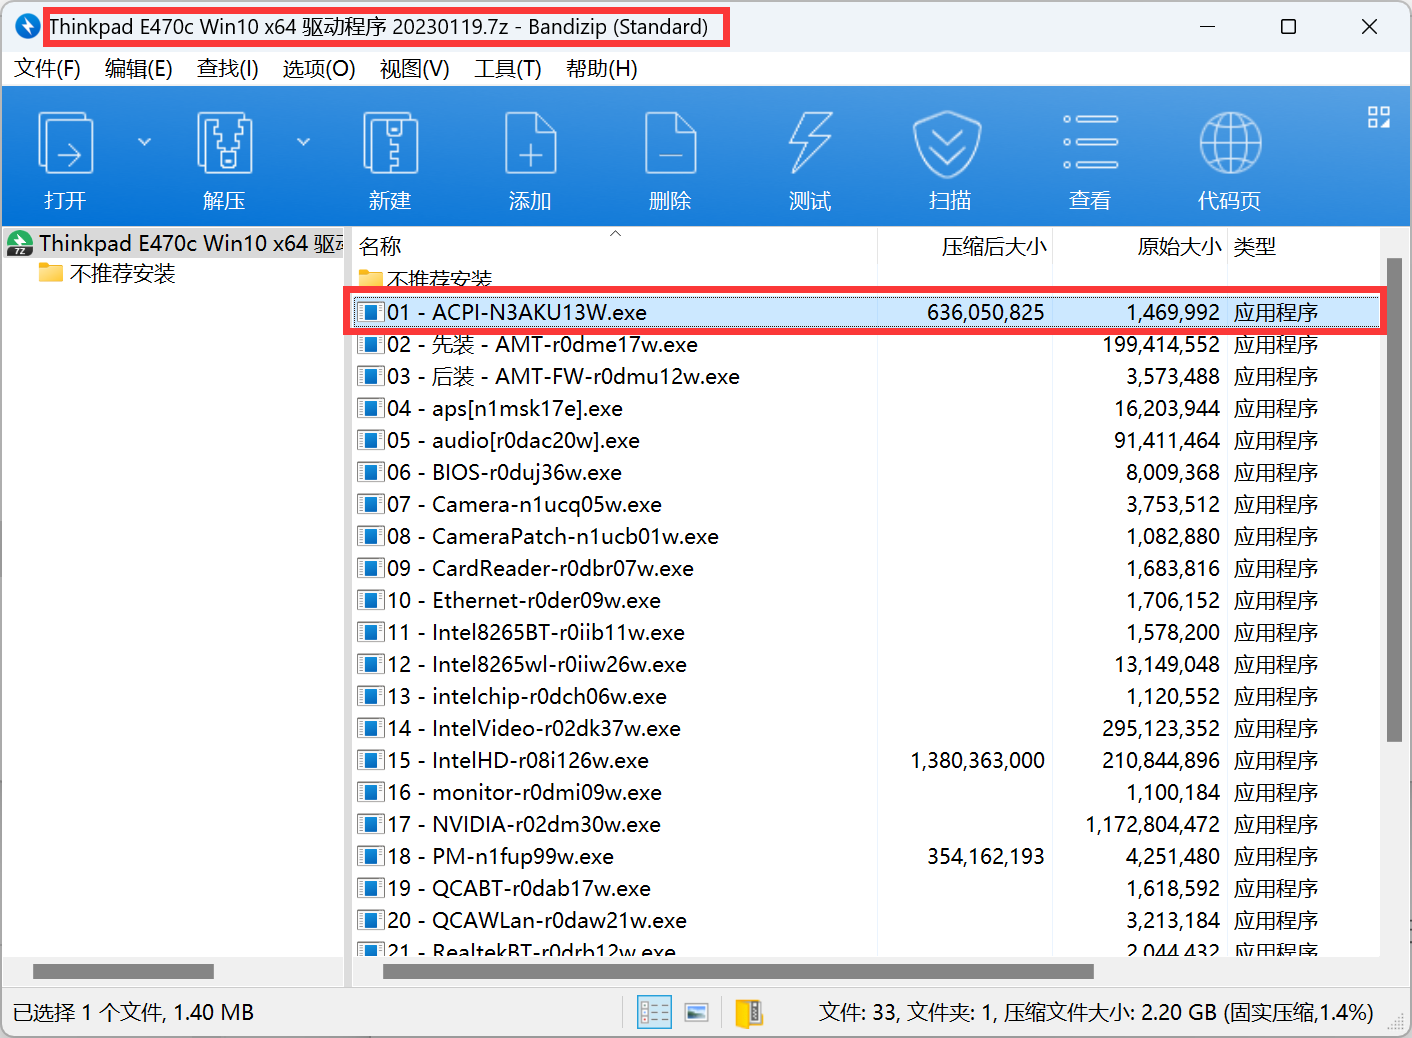 Thinkpad E470c Win10 x64 驱动程序 20230119.7z - Bandizip (Standard)
文件(F) 编辑(E) 查找(I) 选项(O) 视图(V) 工具(T) 帮助(H)
打开 解压 新建 添加 删除 测试 扫描 查看 代码页
7Z Thinkpad E470c Win10 x64 驱动
不推荐安装
名称 压缩后大小 原始大小 类型
不推荐安装
01 - ACPI-N3AKU13W.exe 636,050,825 1,469,992 应用程序
02 - 先装 - AMT-r0dme17w.exe 199,414,552 应用程序
03 - 后装 - AMT-FW-r0dmu12w.exe 3,573,488 应用程序
04 - aps[n1msk17e].exe 16,203,944 应用程序
05 - audio[r0dac20w].exe 91,411,464 应用程序
06 - BIOS-r0duj36w.exe 8,009,368 应用程序
07 - Camera-n1ucq05w.exe 3,753,512 应用程序
08 - CameraPatch-n1ucb01w.exe 1,082,880 应用程序
09 - CardReader-r0dbr07w.exe 1,683,816 应用程序
10 - Ethernet-r0der09w.exe 1,706,152 应用程序
11 - Intel8265BT-r0iib11w.exe 1,578,200 应用程序
12 - Intel8265wl-r0iiw26w.exe 13,149,048 应用程序
13 - intelchip-r0dch06w.exe 1,120,552 应用程序
14 - IntelVideo-r02dk37w.exe 295,123,352 应用程序
15 - IntelHD-r08i126w.exe 1,380,363,000 210,844,896 应用程序
16 - monitor-r0dmi09w.exe 1,100,184 应用程序
17 - NVIDIA-r02dm30w.exe 1,172,804,472 应用程序
18 - PM-n1fup99w.exe 354,162,193 4,251,480 应用程序
19 - QCABT-r0dab17w.exe 1,618,592 应用程序
20 - QCAWLan-r0daw21w.exe 3,213,184 应用程序
21 - RealtekBT-r0drb12w.exe 2,044,432 应用程序
已选择 1 个文件, 1.40 MB 文件: 33, 文件夹: 1, 压缩文件大小: 2.20 GB (固实压缩,1.4%)